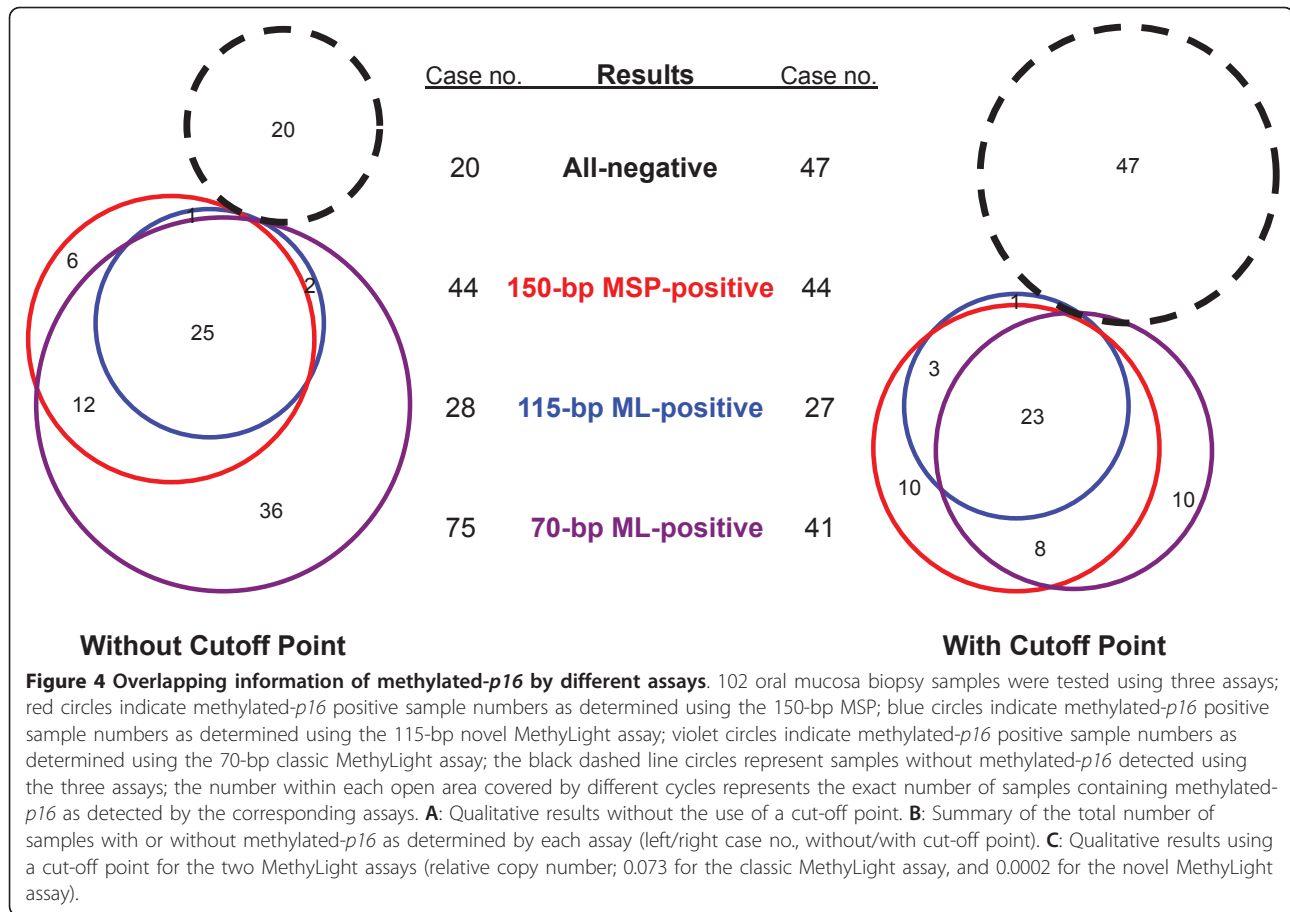 Case no. Results Case no.
20 All-negative 47
44 150-bp MSP-positive 44
28 115-bp ML-positive 27
75 70-bp ML-positive 41
20
1
6
2
25
12
36
Without Cutoff Point
47
1
3
23
10
10
8
With Cutoff Point
Figure 4 Overlapping information of methylated-p16 by different assays. 102 oral mucosa biopsy samples were tested using three assays;
red circles indicate methylated-p16 positive sample numbers as determined using the 150-bp MSP; blue circles indicate methylated-p16 positive
sample numbers as determined using the 115-bp novel MethyLight assay; violet circles indicate methylated-p16 positive sample numbers as
determined using the 70-bp classic MethyLight assay; the black dashed line circles represent samples without methylated-p16 detected using
the three assays; the number within each open area covered by different cycles represents the exact number of samples containing methylated-
p16 as detected by the corresponding assays. A: Qualitative results without the use of a cut-off point. B: Summary of the total number of
samples with or without methylated-p16 as determined by each assay (left/right case no., without/with cut-off point). C: Qualitative results using
a cut-off point for the two MethyLight assays (relative copy number; 0.073 for the classic MethyLight assay, and 0.0002 for the novel MethyLight
assay).